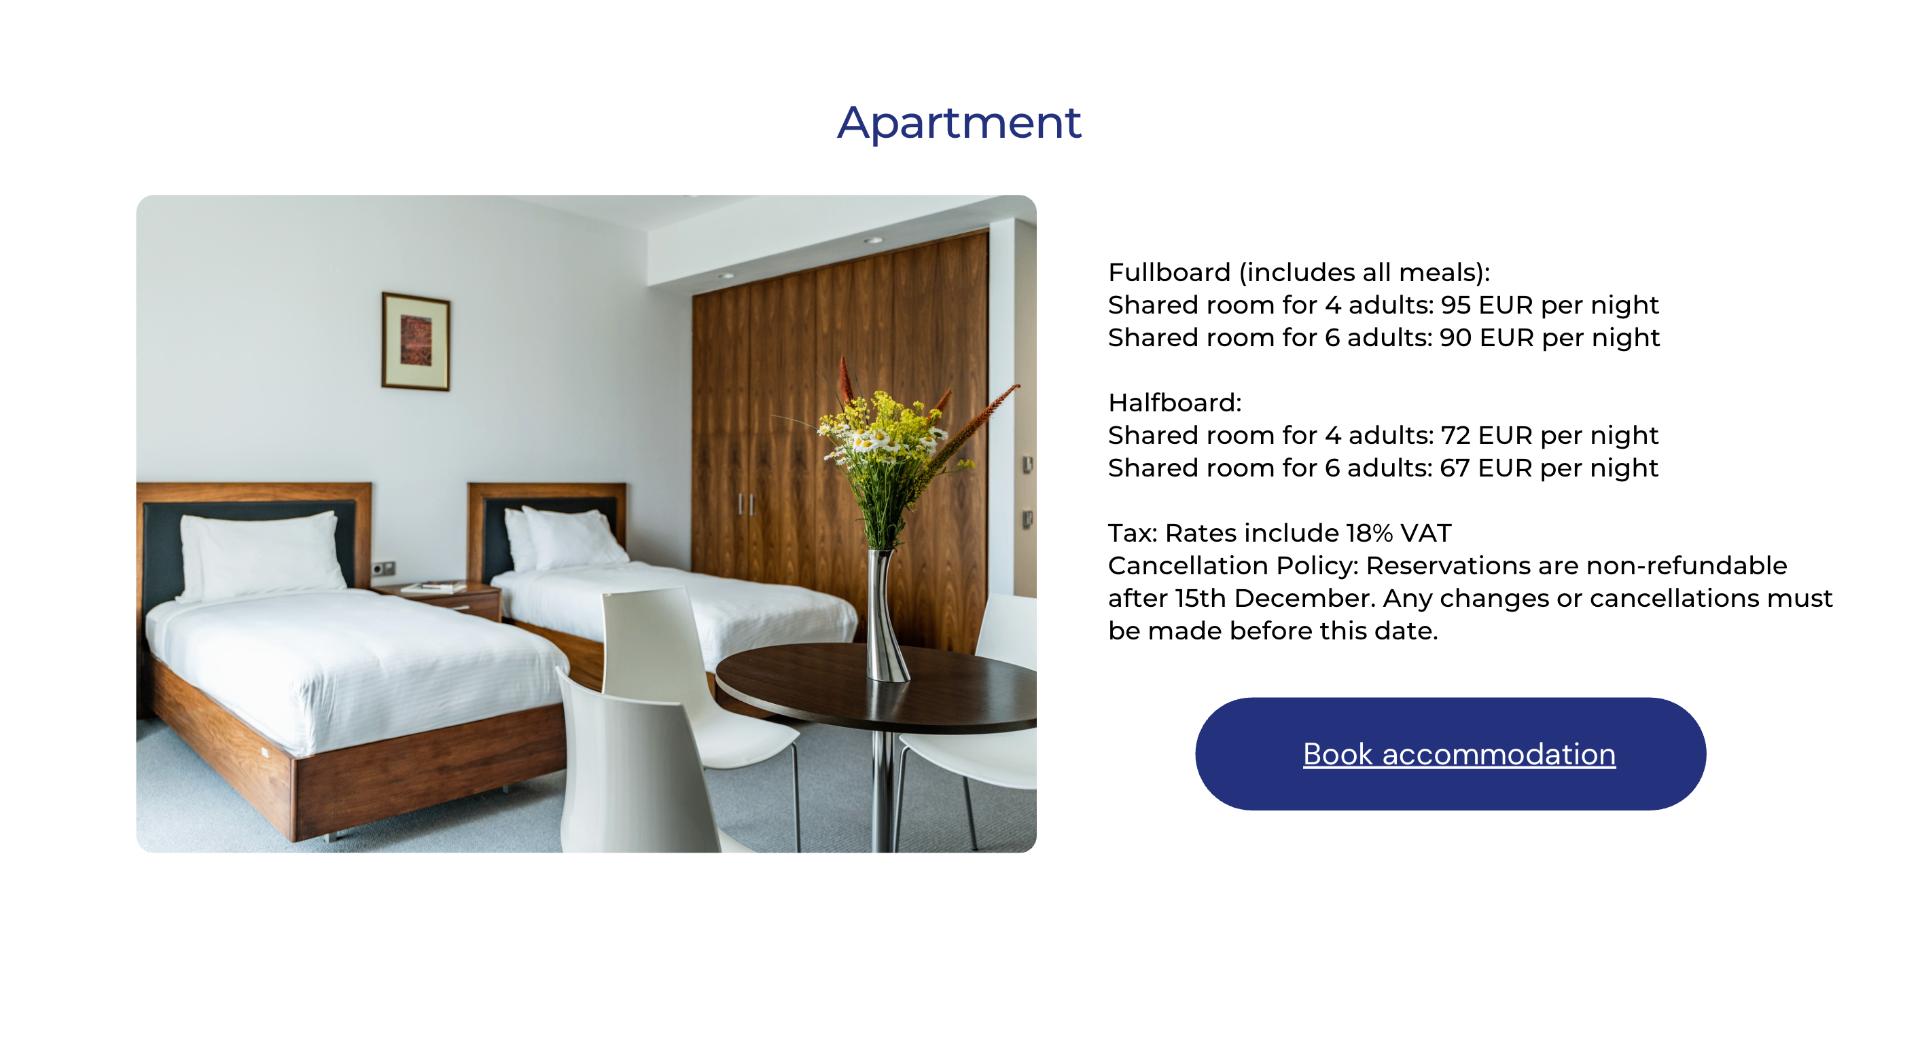 Apartment
Fullboard (includes all meals):
Shared room for 4 adults: 95 EUR per night
Shared room for 6 adults: 90 EUR per night
Halfboard:
Shared room for 4 adults: 72 EUR per night
Shared room for 6 adults: 67 EUR per night
Tax: Rates include 18% VAT
Cancellation Policy: Reservations are non-refundable
after 15th December. Any changes or cancellations must
be made before this date.
Book accommodation